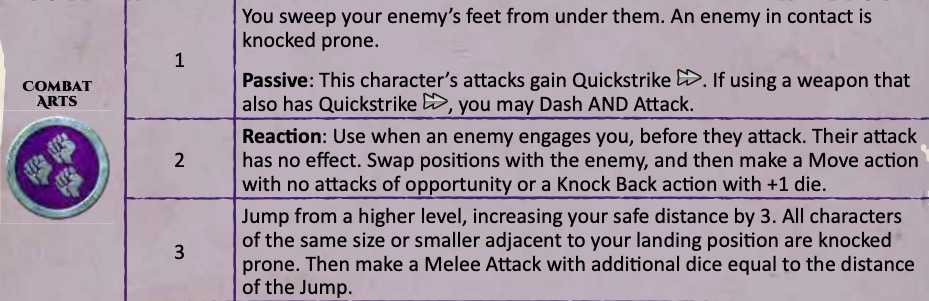 You sweep your enemy's feet from under them. An enemy in contact is
knocked prone.
1
Passive: This character's attacks gain Quickstrike. If using a weapon that
also has Quickstrike, you may Dash AND Attack.
COMBAT
ARTS
Reaction: Use when an enemy engages you, before they attack. Their attack
2
has no effect. Swap positions with the enemy, and then make a Move action
with no attacks of opportunity or a Knock Back action with +1 die.
Jump from a higher level, increasing your safe distance by 3. All characters
of the same size or smaller adjacent to your landing position are knocked
3
prone. Then make a Melee Attack with additional dice equal to the distance
of the Jump.